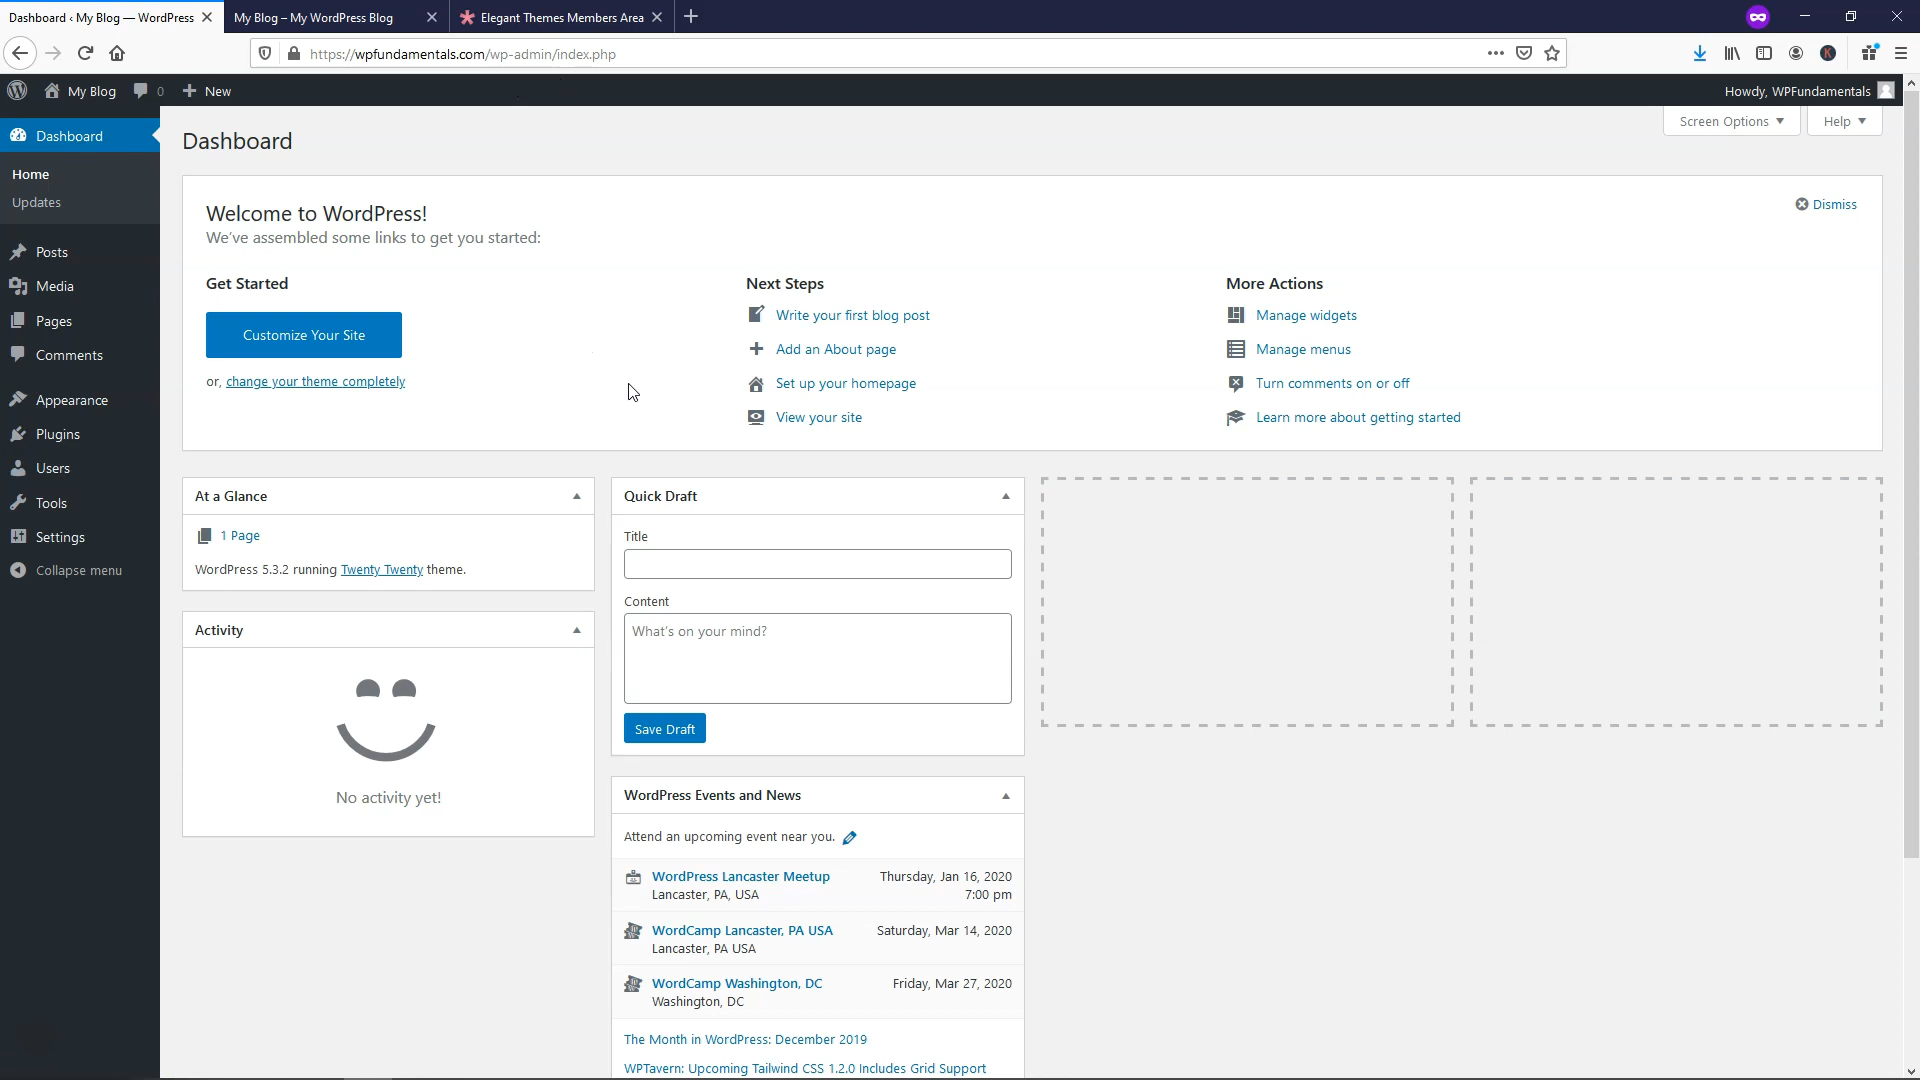 Dashboard ‹ My Blog — WordPress
My Blog – My WordPress Blog
Elegant Themes Members Area
https://wpfundamentals.com/wp-admin/index.php
K
My Blog
0
New
Howdy, WPFundamentals
Dashboard
Home
Updates
Posts
Media
Pages
Comments
Appearance
Plugins
Users
Tools
Settings
Collapse menu
Dashboard
Screen Options
Help
Welcome to WordPress!
We've assembled some links to get you started:
Dismiss
Get Started
Customize Your Site
or, change your theme completely
Next Steps
Write your first blog post
Add an About page
Set up your homepage
View your site
More Actions
Manage widgets
Manage menus
Turn comments on or off
Learn more about getting started
At a Glance
1 Page
WordPress 5.3.2 running Twenty Twenty theme.
Activity
No activity yet!
Quick Draft
Title
Content
What's on your mind?
Save Draft
WordPress Events and News
Attend an upcoming event near you.
WordPress Lancaster Meetup
Lancaster, PA, USA
Thursday, Jan 16, 2020
7:00 pm
WordCamp Lancaster, PA USA
Lancaster, PA USA
Saturday, Mar 14, 2020
WordCamp Washington, DC
Washington, DC
Friday, Mar 27, 2020
The Month in WordPress: December 2019
WPTavern: Upcoming Tailwind CSS 1.2.0 Includes Grid Support